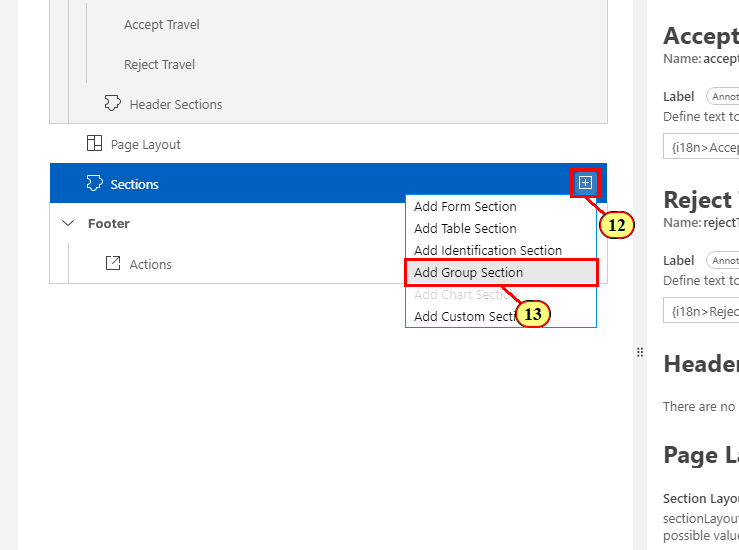 Accept Travel
Reject Travel
Header Sections
Page Layout
Sections
12
Add Form Section
Add Table Section
Add Identification Section
Add Group Section
Add Chart Section
Add Custom Secti
13
Footer
Actions
Accept
Name: accept
Label Annot
Define text to
{i18n>Accep
Reject
Name: reject
Label Annot
Define text to
{i18n>Rejec
Header
There are no
Page La
Section Layou
sectionLayout
possible value